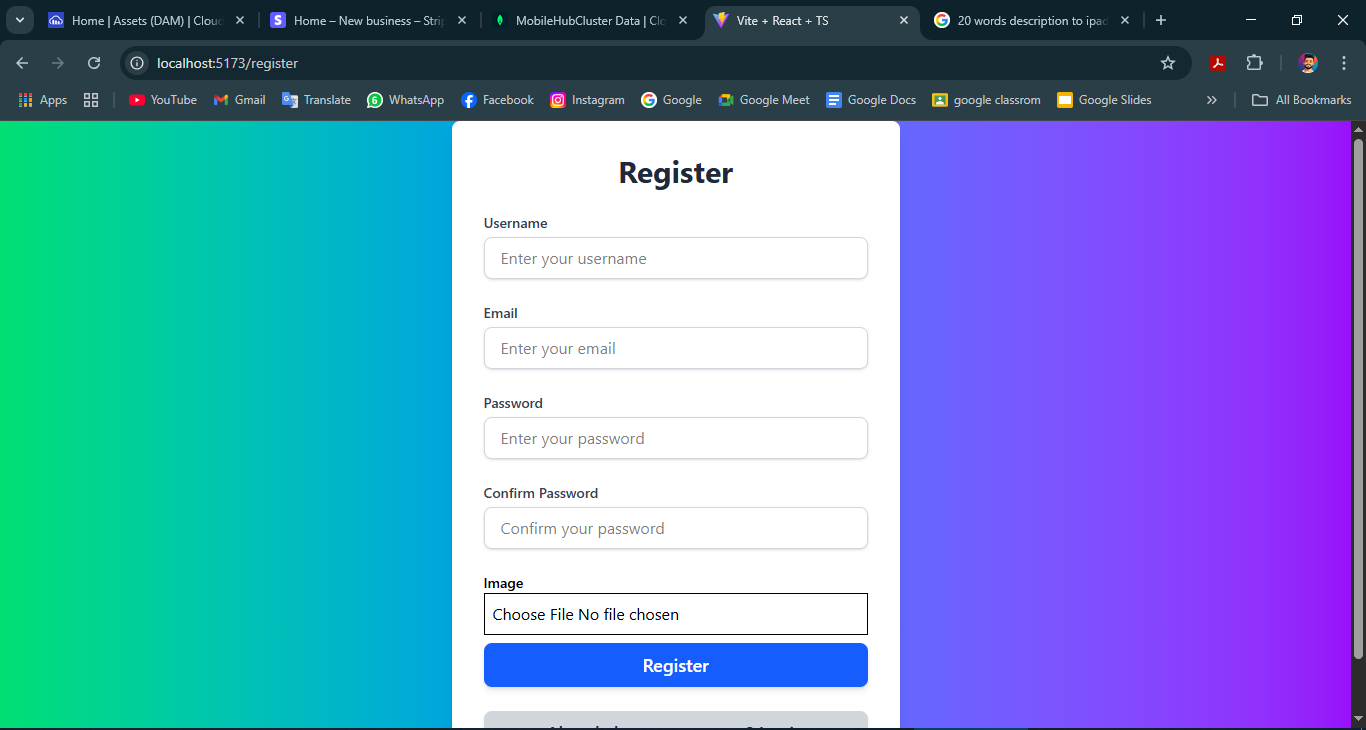 Home | Assets (DAM) | Cloud
Home – New business – Strip
MobileHubCluster Data | Clo
Vite + React + TS
20 words description to ipad
localhost:5173/register
Apps
YouTube
Gmail
Translate
WhatsApp
Facebook
Instagram
Google
Google Meet
Google Docs
google classrom
Google Slides
All Bookmarks
Register
Username
Enter your username
Email
Enter your email
Password
Enter your password
Confirm Password
Confirm your password
Image
Choose File No file chosen
Register